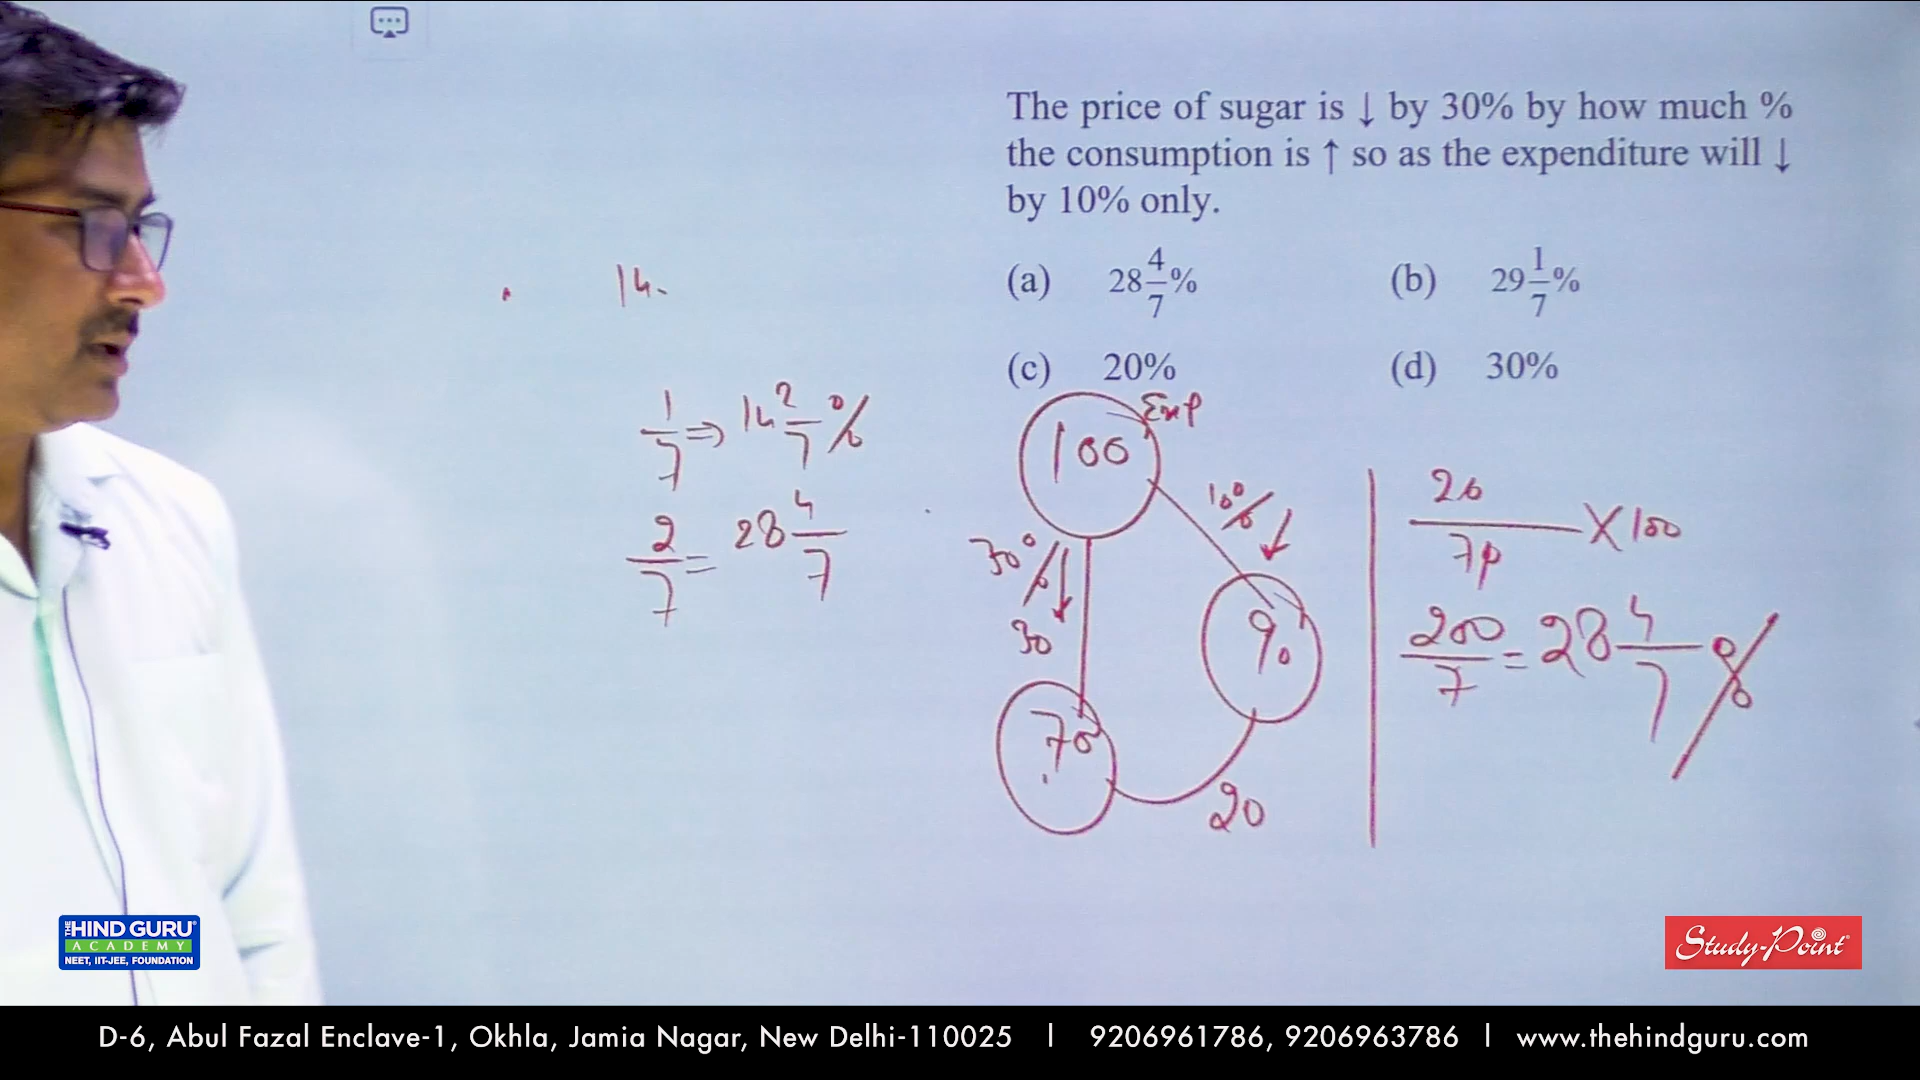 The price of sugar is ↓ by 30% by how much %
the consumption is ↑ so as the expenditure will ↓
by 10% only.
(a) 28 4/7 % (b) 29 1/7 %
(c) 20% (d) 30%
14.
1/7 ⇒ 14 2/7 %
2/7 = 28 4/7
100 Exp
10% ↓
30% ↓
30
90
70
20
20/70 × 100
200/7 = 28 4/7 %
THE HIND GURU
ACADEMY
NEET, IIT-JEE, FOUNDATION
Study-Point
D-6, Abul Fazal Enclave-1, Okhla, Jamia Nagar, New Delhi-110025 | 9206961786, 9206963786 | www.thehindguru.com